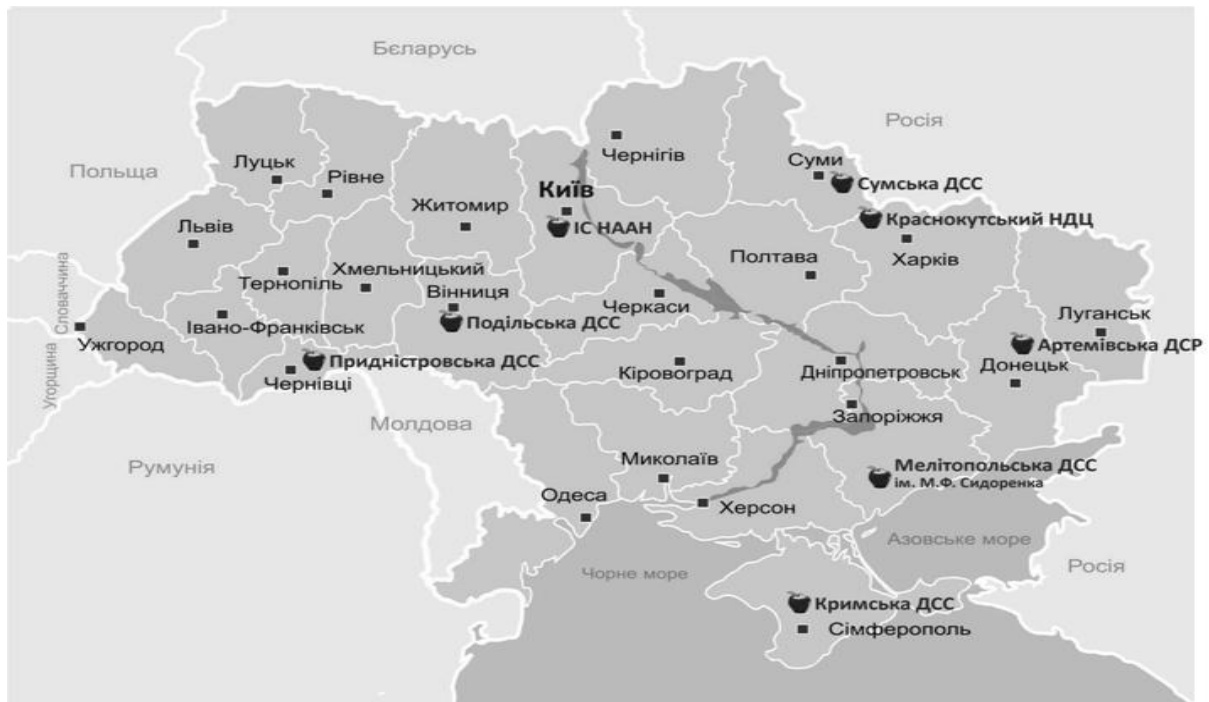 Бєларусь
Росія
Чернігів
Суми
Польща
Луцьк
Рівне
Київ
Сумська ДСС
Житомир
ІС НААН
Краснокутський НДЦ
Львів
Харків
Полтава
Хмельницький
Тернопіль
Вінниця
Черкаси
Словаччина
Угорщина
Івано-Франківськ
Подільська ДСС
Луганськ
Ужгород
Артемівська ДСР
Придністровська ДСС
Чернівці
Кіровоград
Дніпропетровськ
Донецьк
Запоріжжя
Молдова
Румунія
Миколаїв
Мелітопольська ДСС
ім. М.Ф. Сидоренка
Одеса
Херсон
Азовське море
Чорне море
Росія
Кримська ДСС
Сімферополь